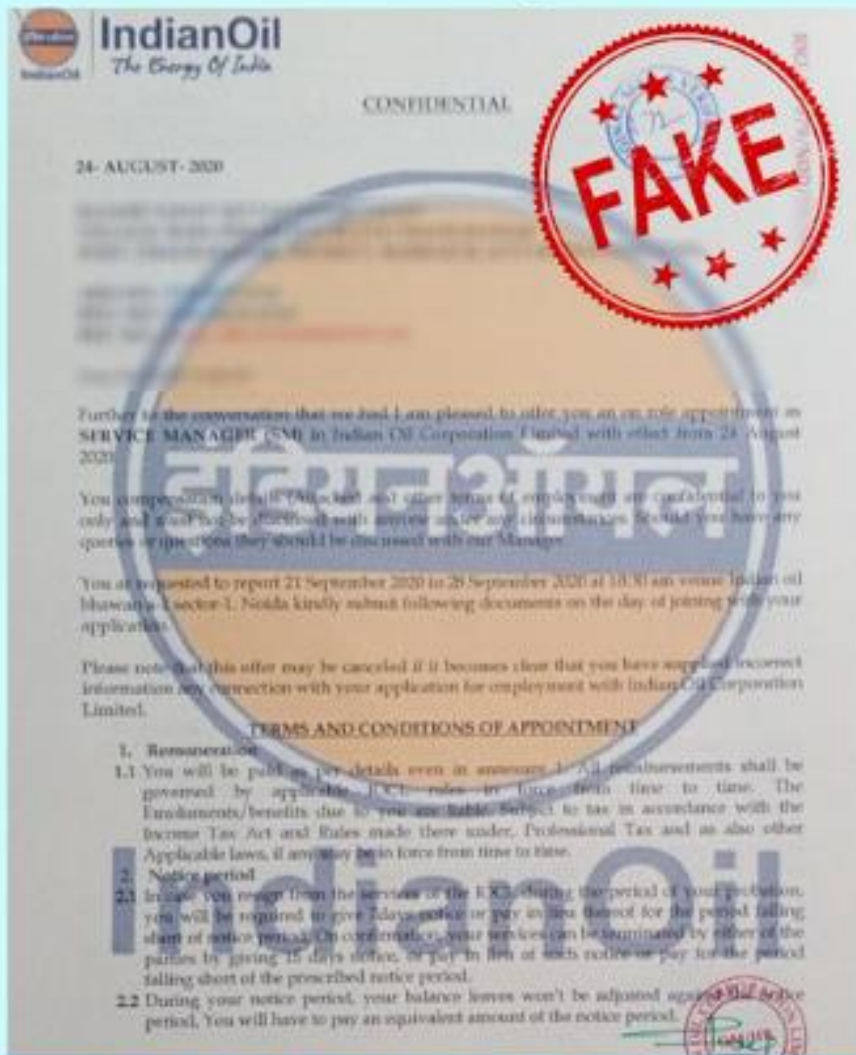 IndianOil
The Energy Of India
इंडियनऑयल
IndianOil
CONFIDENTIAL
FAKE
24- AUGUST- 2020
Further to the conversation that we had I am pleased to offer you an on role appointment as
SERVICE MANAGER (SM) in Indian Oil Corporation Limited with effect from 24 August
2020
You compensation details (Attached) and other terms of employment are confidential to you
only and must not be disclosed with anyone under any circumstances. Should you have any
queries or questions they should be discussed with our Manager
You at requested to report 21 September 2020 to 28 September 2020 at am venue Indian oil
bhawan sector-1, Noida kindly submit following documents on the day of joining with your
application.
Please note that this offer may be canceled if it becomes clear that you have supplied incorrect
information any connection with your application for employment with Indian Oil Corporation
Limited.
TERMS AND CONDITIONS OF APPOINTMENT
1. Remuneration
1.1 You will be paid as per details even in annexure All reimbursements shall be
governed by applicable IOCL rules in force from time to time. The
Emoluments/benefits due to you are liable. Subject to tax in accordance with the
Income Tax Act and Rules made there under, Professional Tax and as also other
Applicable laws, if any may be in force from time to time.
2. Notice period
2.1 In case you resign from the services of the IOCL during the period of your probation,
you will be required to give 7days notice or pay in lieu thereof for the period falling
short of notice period. On confirmation, your services can be terminated by either of the
parties by giving 15 days notice, or pay in lieu of such notice or pay for the period
falling short of the prescribed notice period.
2.2 During your notice period, your balance leaves won't be adjusted against the notice
period. You will have to pay an equivalent amount of the notice period.
इंडियनऑयल
IndianOil